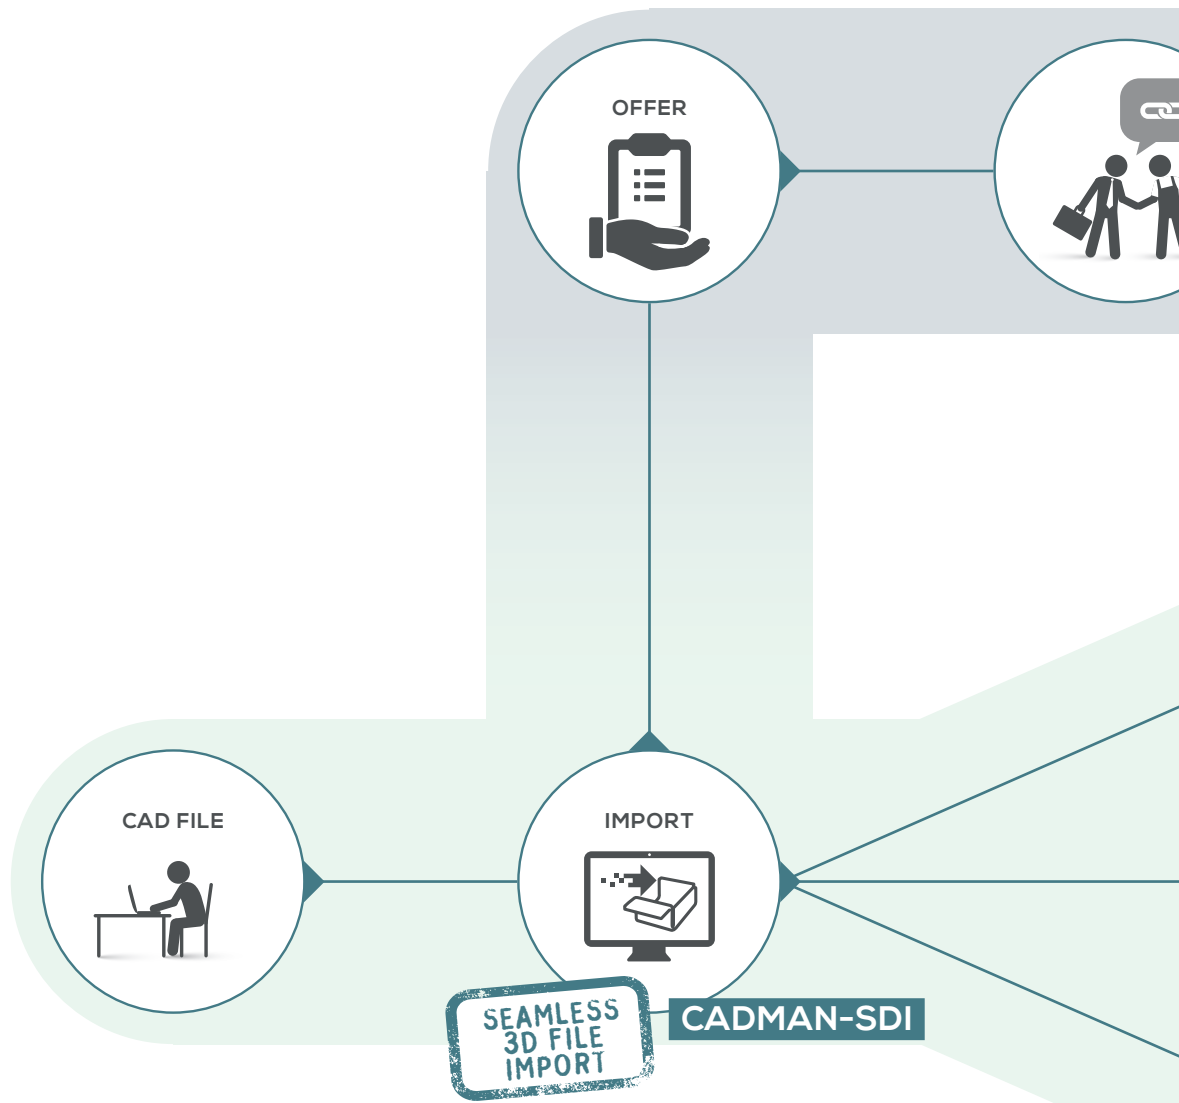 OFFER
CAD FILE
IMPORT
SEAMLESS
3D FILE
IMPORT
CADMAN-SDI